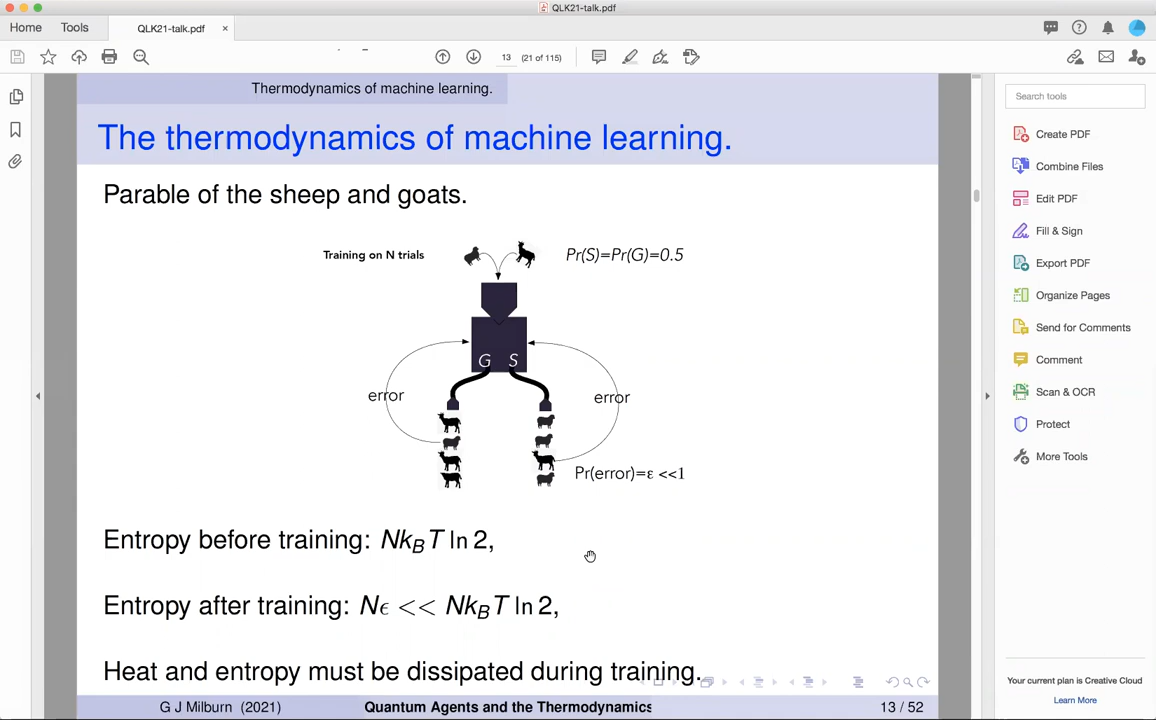 QLK21-talk.pdf
Home
Tools
QLK21-talk.pdf ×
13 (21 of 115)
Thermodynamics of machine learning.
The thermodynamics of machine learning.
Parable of the sheep and goats.
Training on N trials
Pr(S)=Pr(G)=0.5
G S
error
error
Pr(error)=ε <<1
Entropy before training: Nk_BT ln 2,
Entropy after training: Nϵ << Nk_BT ln 2,
Heat and entropy must be dissipated during training.
G J Milburn (2021)
Quantum Agents and the Thermodynamics
13 / 52
Search tools
Create PDF
Combine Files
Edit PDF
Fill & Sign
Export PDF
Organize Pages
Send for Comments
Comment
Scan & OCR
Protect
More Tools
Your current plan is Creative Cloud
Learn More